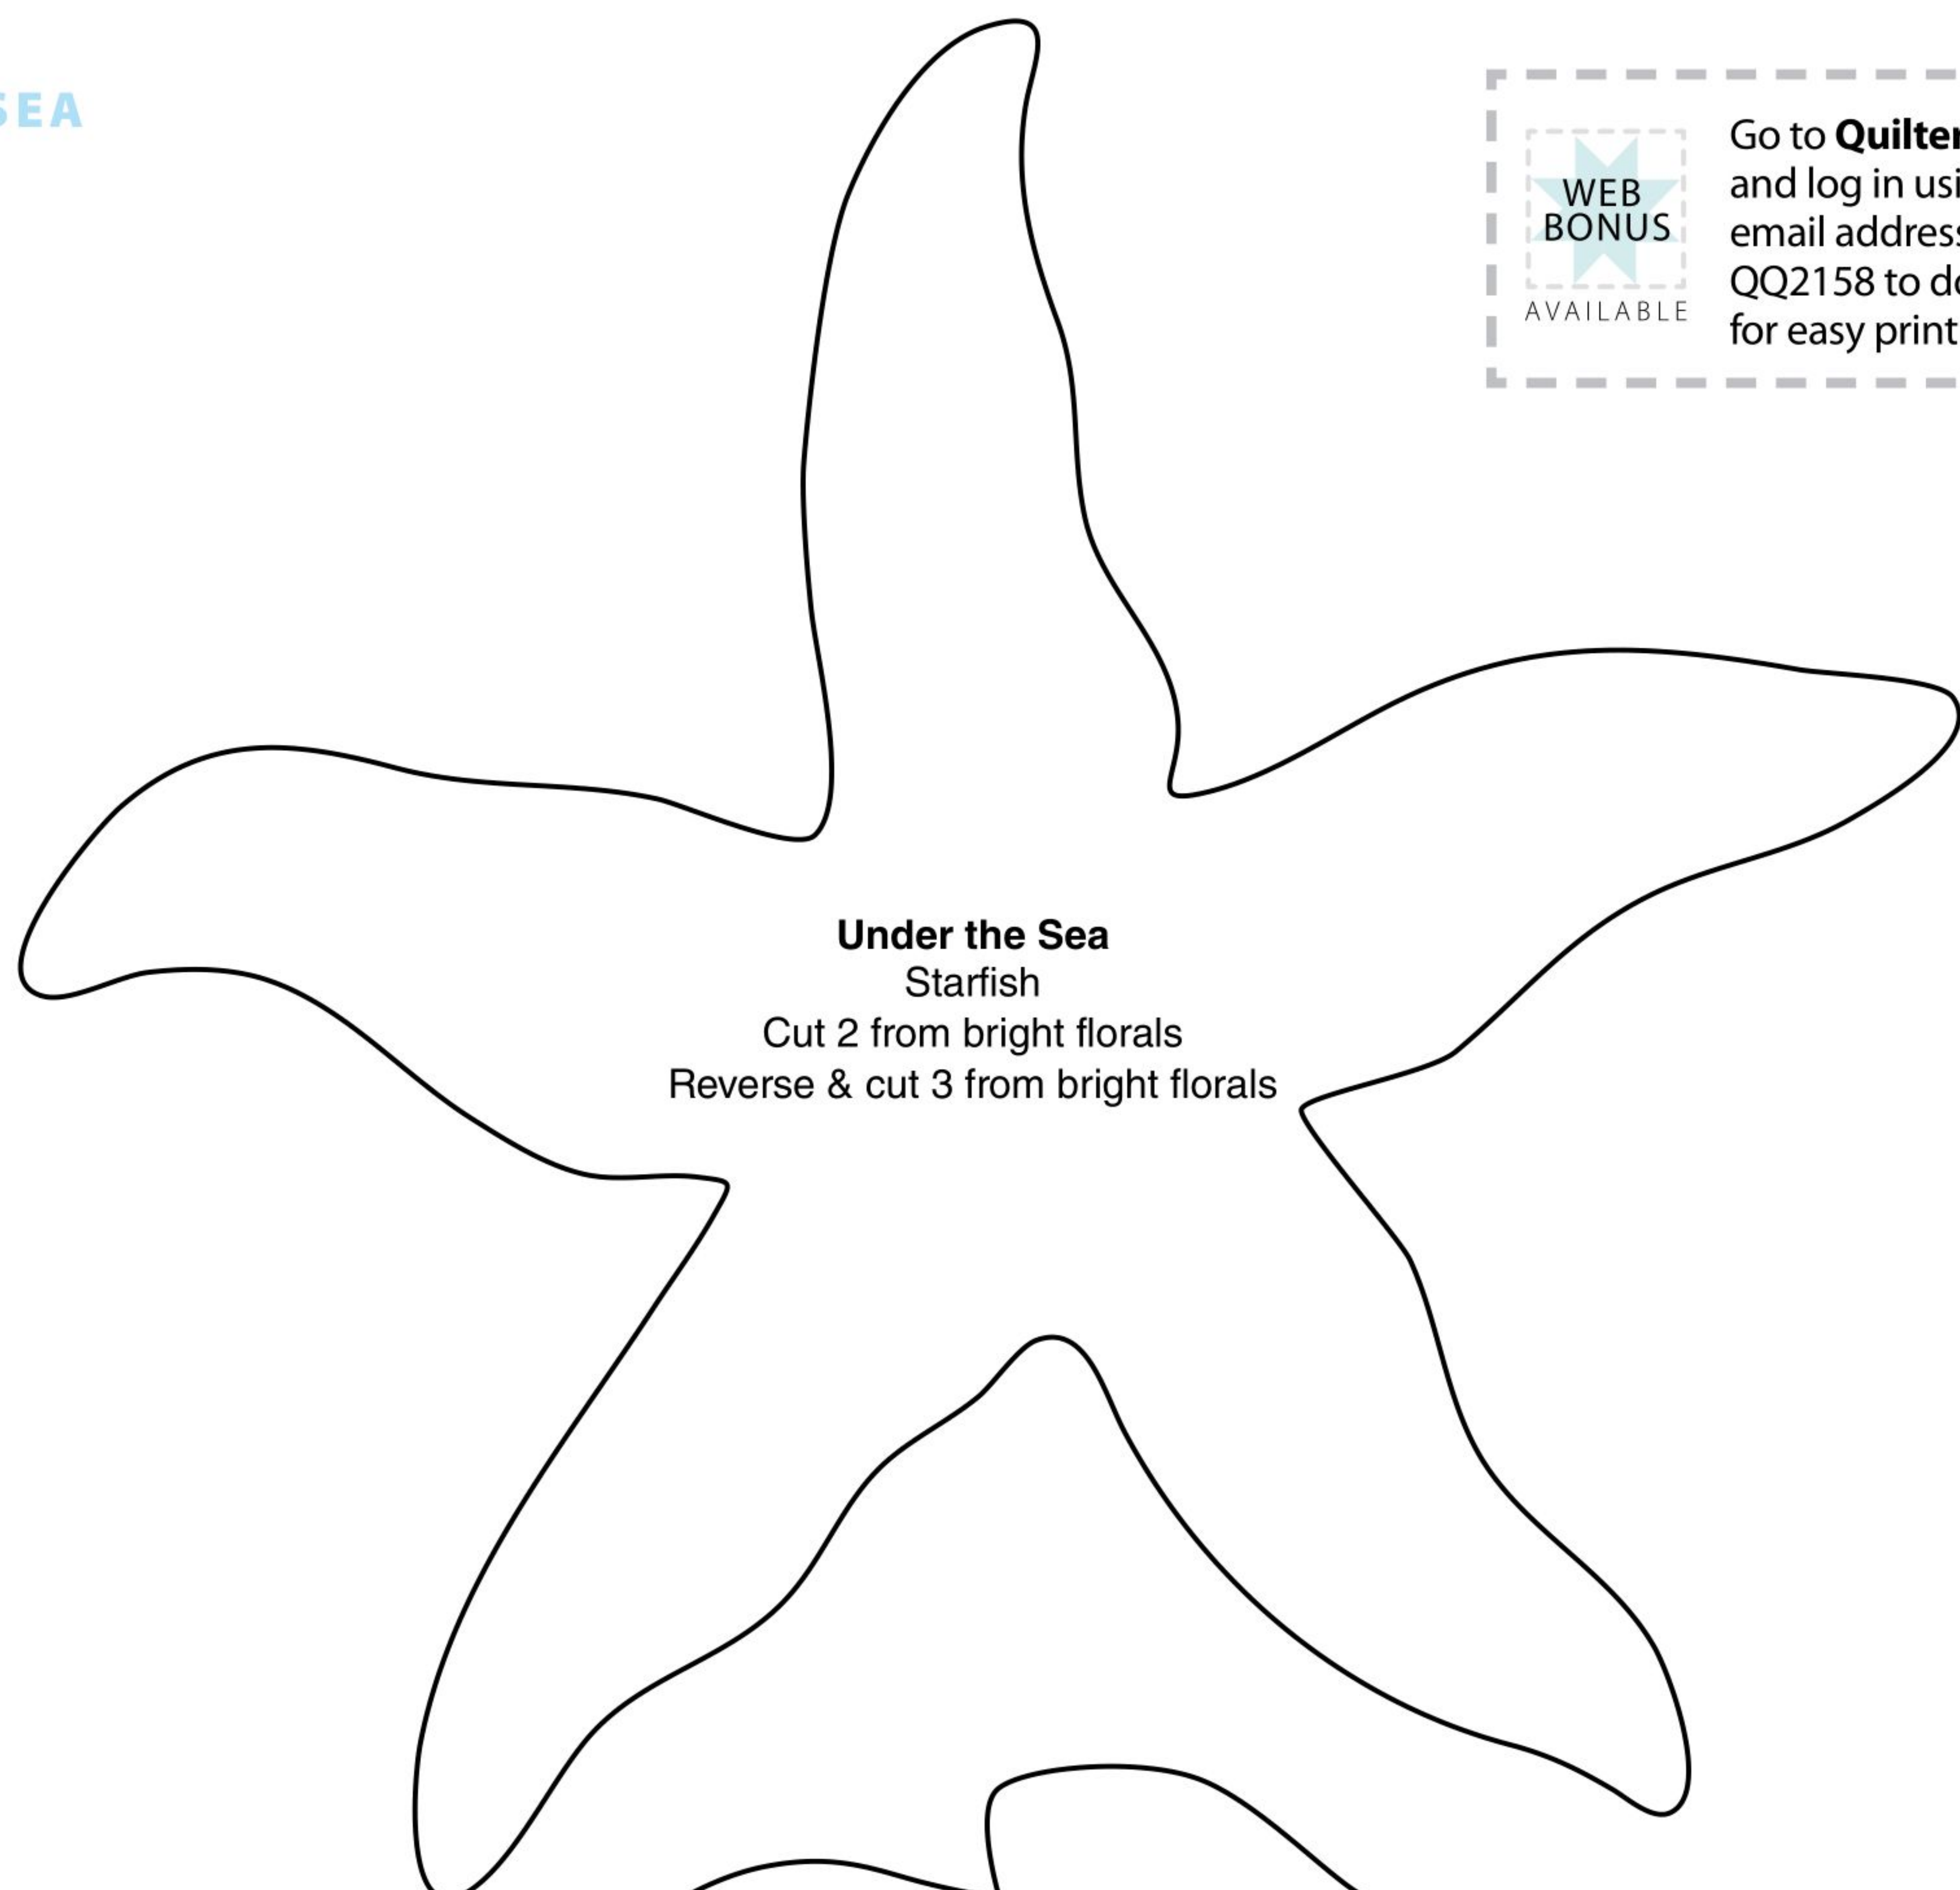 SEA
WEB
BONUS
AVAILABLE
Go to Quilter
and log in usi
email address
QQ2158 to do
for easy print
Under the Sea
Starfish
Cut 2 from bright florals
Reverse & cut 3 from bright florals